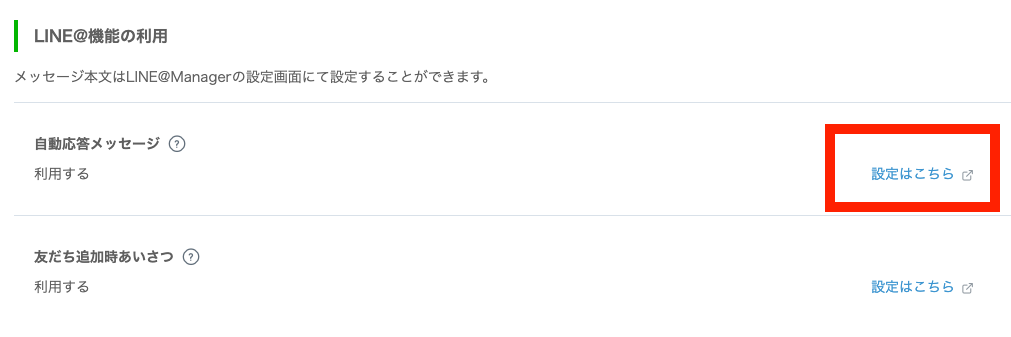 LINE@機能の利用
メッセージ本文はLINE@Managerの設定画面にて設定することができます。
自動応答メッセージ ?
利用する 設定はこちら
友だち追加時あいさつ ?
利用する 設定はこちら